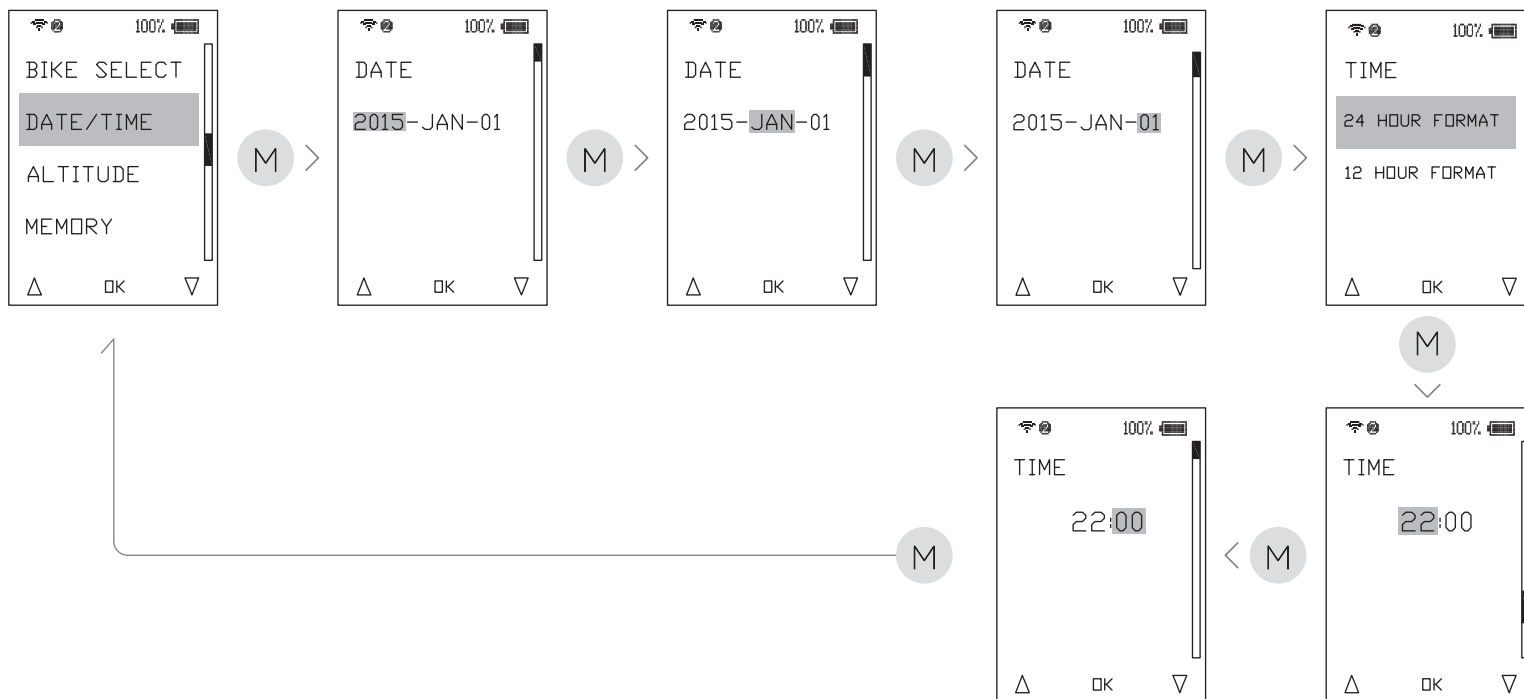 100%
BIKE SELECT
DATE/TIME
ALTITUDE
MEMORY
OK
M
100%
DATE
2015-JAN-01
OK
M
100%
DATE
2015-JAN-01
OK
M
100%
DATE
2015-JAN-01
OK
M
100%
TIME
24 HOUR FORMAT
12 HOUR FORMAT
OK
M
100%
TIME
22:00
OK
M
100%
TIME
22:00
OK
M